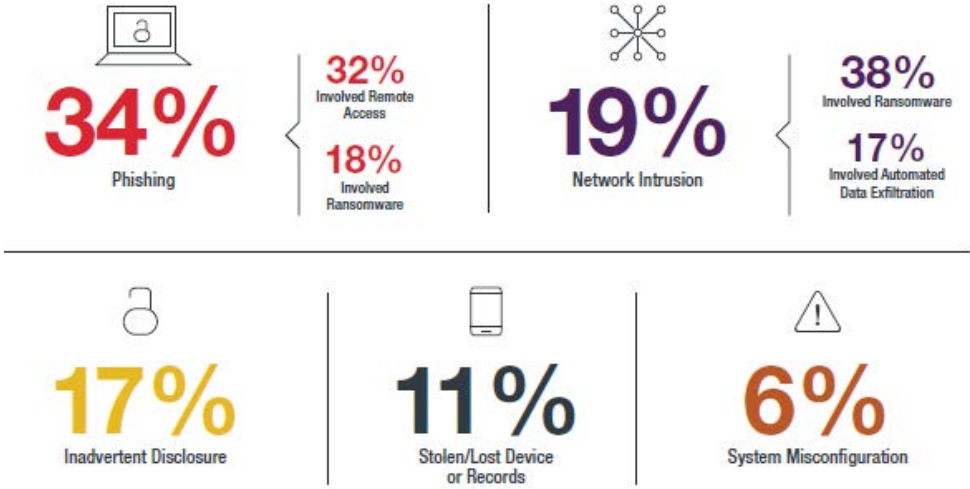 34%
Phishing
32%
Involved Remote
Access
18%
Involved
Ransomware
19%
Network Intrusion
38%
Involved Ransomware
17%
Involved Automated
Data Exfiltration
17%
Inadvertent Disclosure
11%
Stolen/Lost Device
or Records
6%
System Misconfiguration